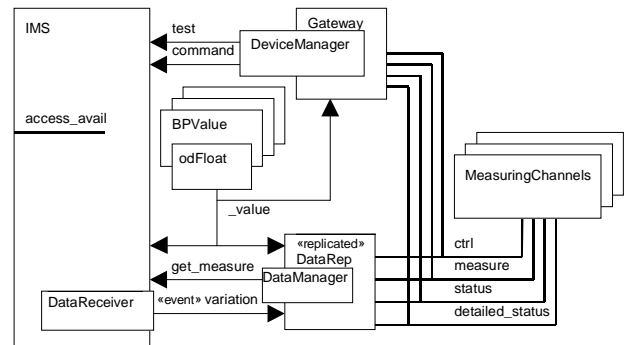 IMS
test
Gateway
DeviceManager
command
access_avail
BPValue
odFloat
MeasuringChannels
_value
«replicated»
DataRep
ctrl
get_measure
DataManager
measure
status
DataReceiver
«event» variation
detailed_status